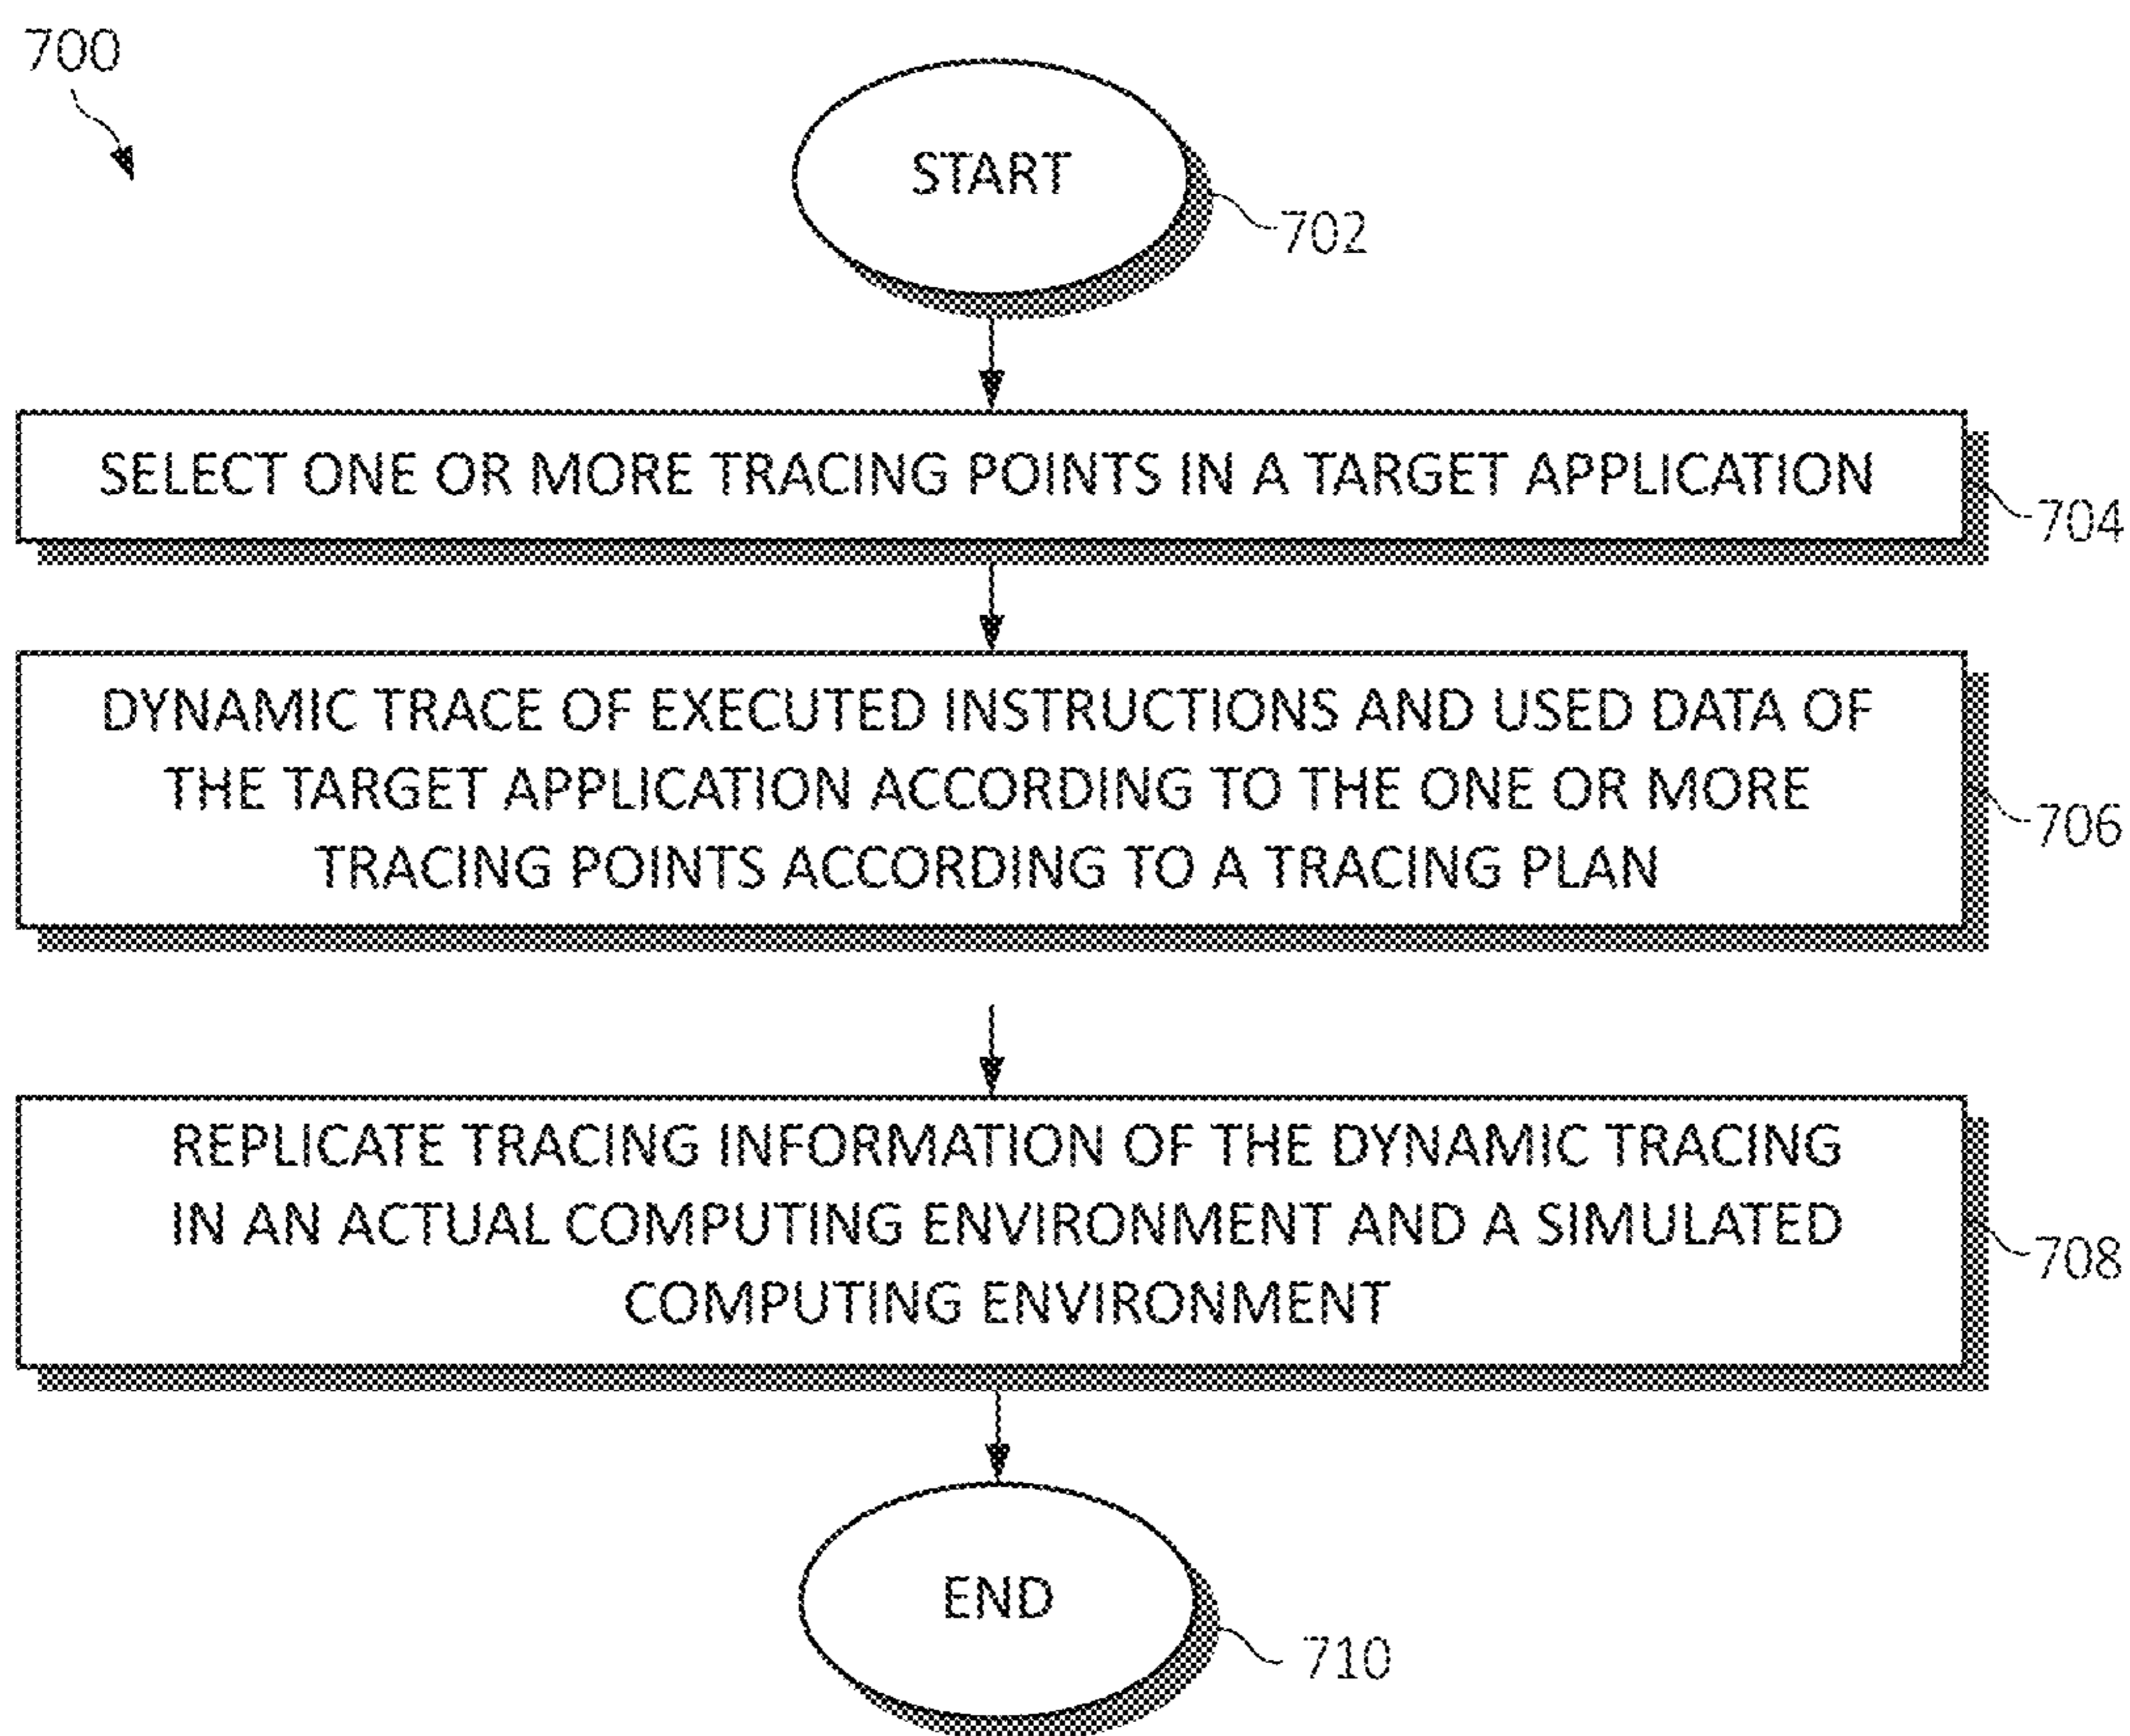 700
START
702
SELECT ONE OR MORE TRACING POINTS IN A TARGET APPLICATION
704
DYNAMIC TRACE OF EXECUTED INSTRUCTIONS AND USED DATA OF
THE TARGET APPLICATION ACCORDING TO THE ONE OR MORE
TRACING POINTS ACCORDING TO A TRACING PLAN
706
REPLICATE TRACING INFORMATION OF THE DYNAMIC TRACING
IN AN ACTUAL COMPUTING ENVIRONMENT AND A SIMULATED
COMPUTING ENVIRONMENT
708
END
710